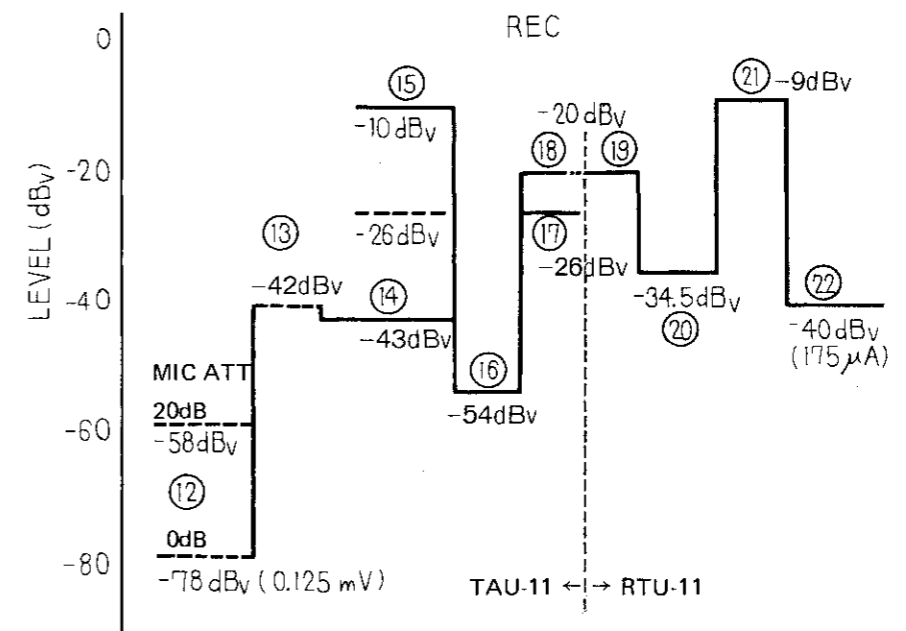 REC
0
-20
-40
-60
-80
LEVEL (dBv)
⑮
-10dBv
-26dBv
⑬
-42dBv
⑭
-43dBv
MIC ATT
20dB
-58dBv
⑫
0dB
-78dBv (0.125 mV)
⑯
-54dBv
-20dBv
⑱
⑲
⑰
-26dBv
-34.5dBv
⑳
㉑ -9dBv
㉒
-40dBv
(175 μA)
TAU-11 ← → RTU-11